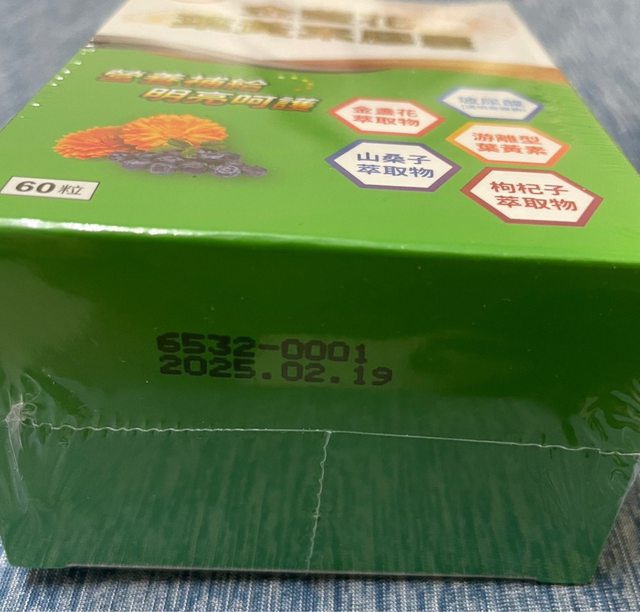 營養補給
明亮呵護
金盞花
萃取物
玻尿酸
游離型
葉黃素
山桑子
萃取物
枸杞子
萃取物
60粒
6532-0001
2025.02.19